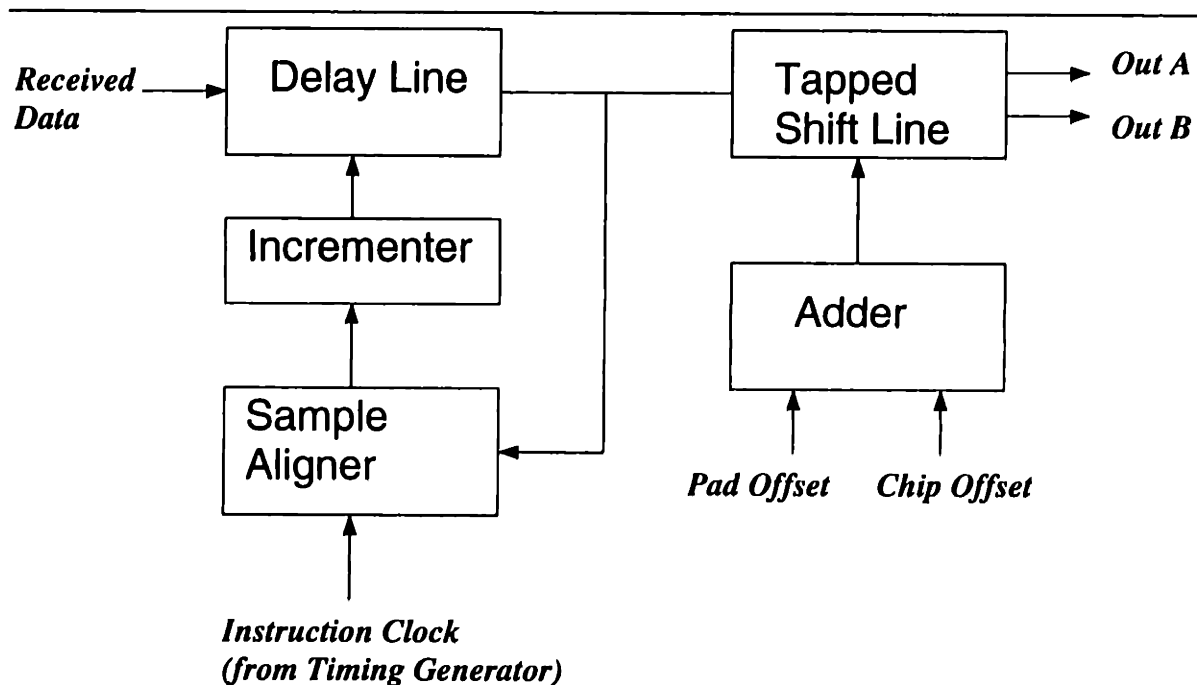 Received
Data
Delay Line
Tapped
Shift Line
Out A
Out B
Incrementer
Adder
Sample
Aligner
Pad Offset
Chip Offset
Instruction Clock
(from Timing Generator)